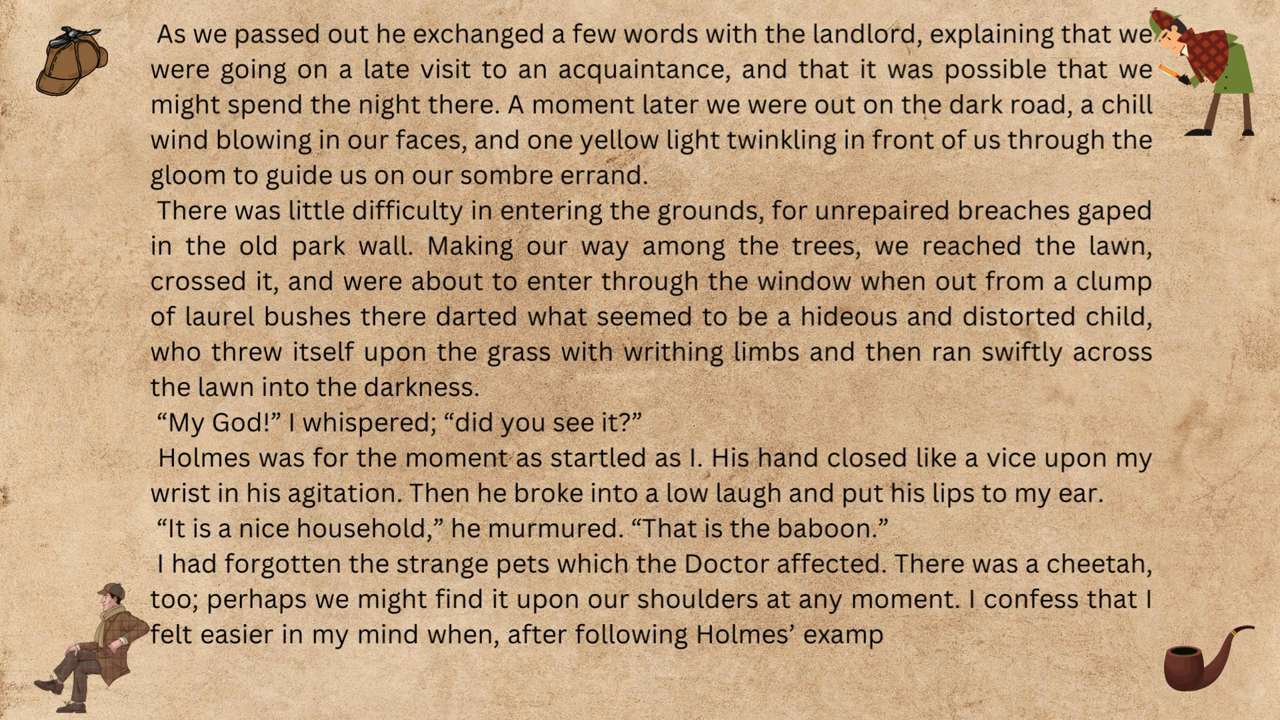 As we passed out he exchanged a few words with the landlord, explaining that we
were going on a late visit to an acquaintance, and that it was possible that we
might spend the night there. A moment later we were out on the dark road, a chill
wind blowing in our faces, and one yellow light twinkling in front of us through the
gloom to guide us on our sombre errand.
There was little difficulty in entering the grounds, for unrepaired breaches gaped
in the old park wall. Making our way among the trees, we reached the lawn,
crossed it, and were about to enter through the window when out from a clump
of laurel bushes there darted what seemed to be a hideous and distorted child,
who threw itself upon the grass with writhing limbs and then ran swiftly across
the lawn into the darkness.
“My God!” I whispered; “did you see it?”
Holmes was for the moment as startled as I. His hand closed like a vice upon my
wrist in his agitation. Then he broke into a low laugh and put his lips to my ear.
“It is a nice household,” he murmured. “That is the baboon.”
I had forgotten the strange pets which the Doctor affected. There was a cheetah,
too; perhaps we might find it upon our shoulders at any moment. I confess that I
felt easier in my mind when, after following Holmes’ examp